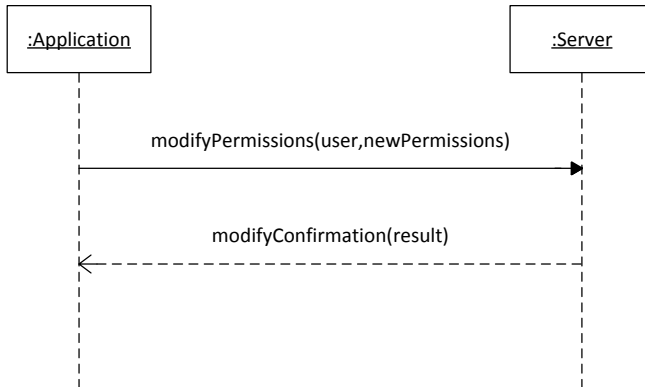 :Application
:Server
modifyPermissions(user,newPermissions)
modifyConfirmation(result)